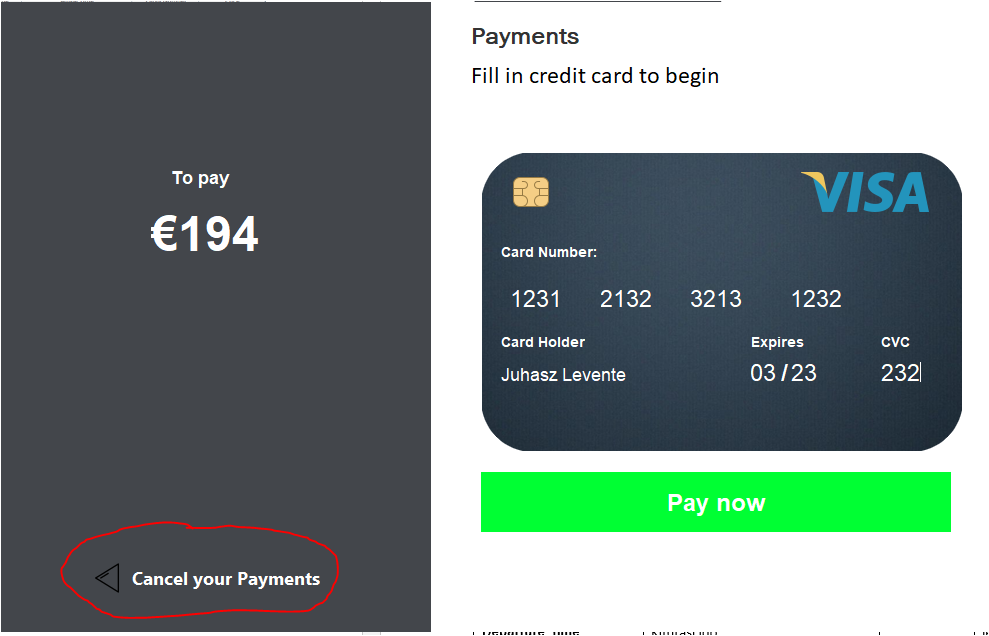 To pay
€194
Cancel your Payments
Payments
Fill in credit card to begin
VISA
Card Number:
1231 2132 3213 1232
Card Holder Expires CVC
Juhasz Levente 03 / 23 232
Pay now